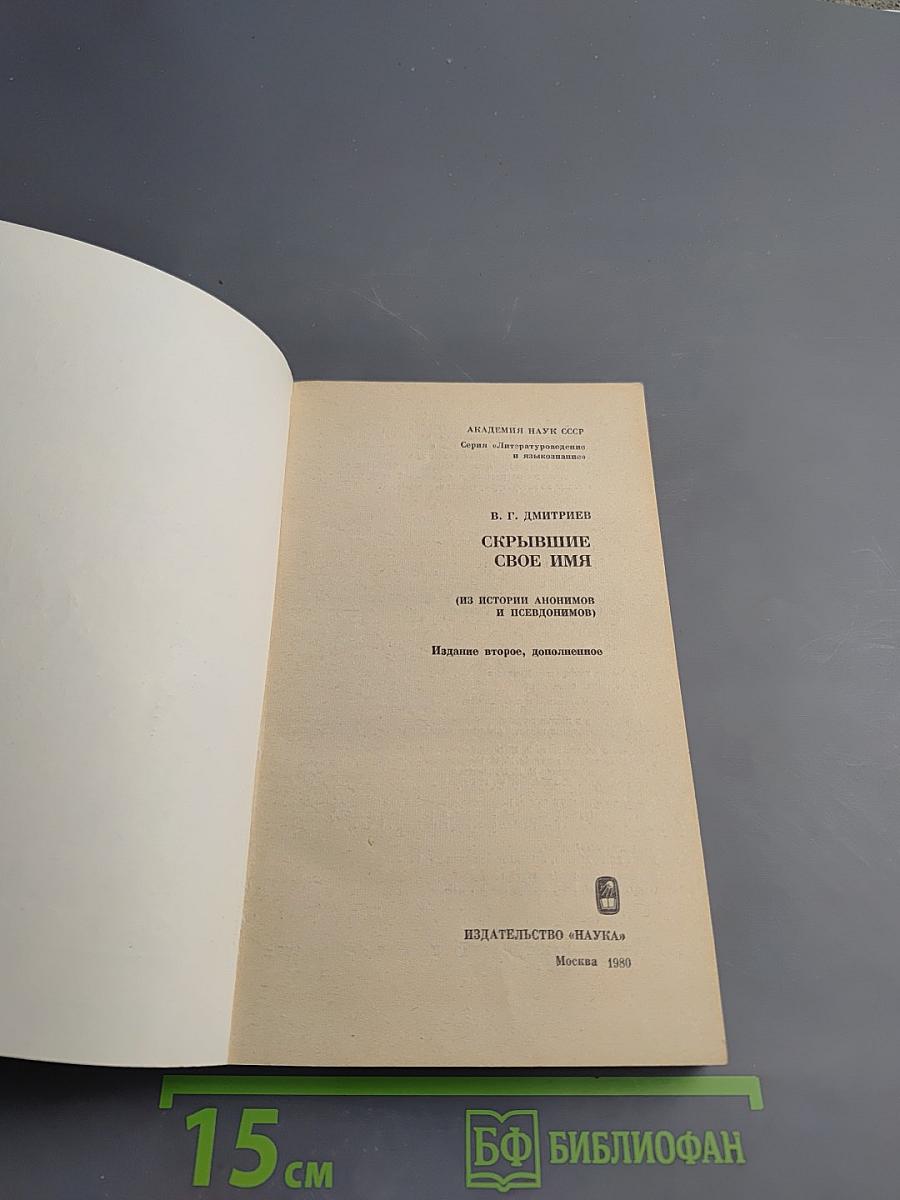 АКАДЕМИЯ НАУК СССР
Серия «Литературоведение
и языкознание»
В. Г. ДМИТРИЕВ
СКРЫВШИЕ
СВОЕ ИМЯ
(ИЗ ИСТОРИИ АНОНИМОВ
И ПСЕВДОНИМОВ)
Издание второе, дополненное
ИЗДАТЕЛЬСТВО «НАУКА»
Москва 1980
15 см
БФ БИБЛИОФАН